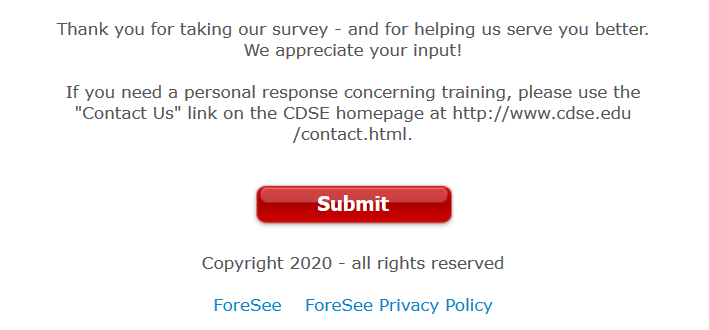 Thank you for taking our survey - and for helping us serve you better.
We appreciate your input!
If you need a personal response concerning training, please use the
"Contact Us" link on the CDSE homepage at http://www.cdse.edu
/contact.html.
Submit
Copyright 2020 - all rights reserved
ForeSee ForeSee Privacy Policy